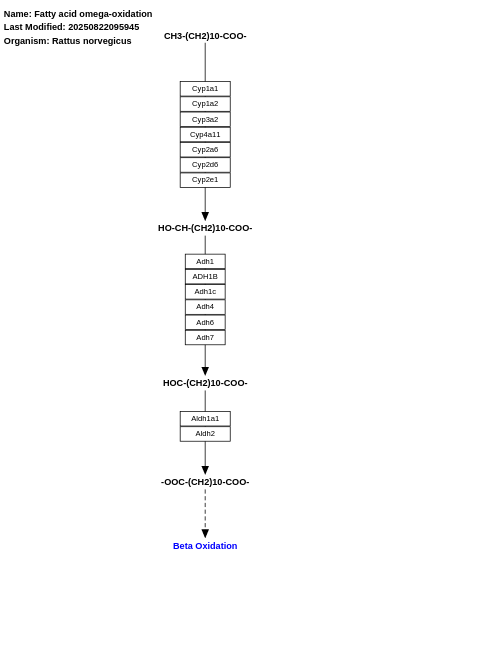 Name: Fatty acid omega-oxidation
Last Modified: 20250822095945
Organism: Rattus norvegicus
CH3-(CH2)10-COO-
Cyp1a1
Cyp1a2
Cyp3a2
Cyp4a11
Cyp2a6
Cyp2d6
Cyp2e1
HO-CH-(CH2)10-COO-
Adh1
ADH1B
Adh1c
Adh4
Adh6
Adh7
HOC-(CH2)10-COO-
Aldh1a1
Aldh2
-OOC-(CH2)10-COO-
Beta Oxidation